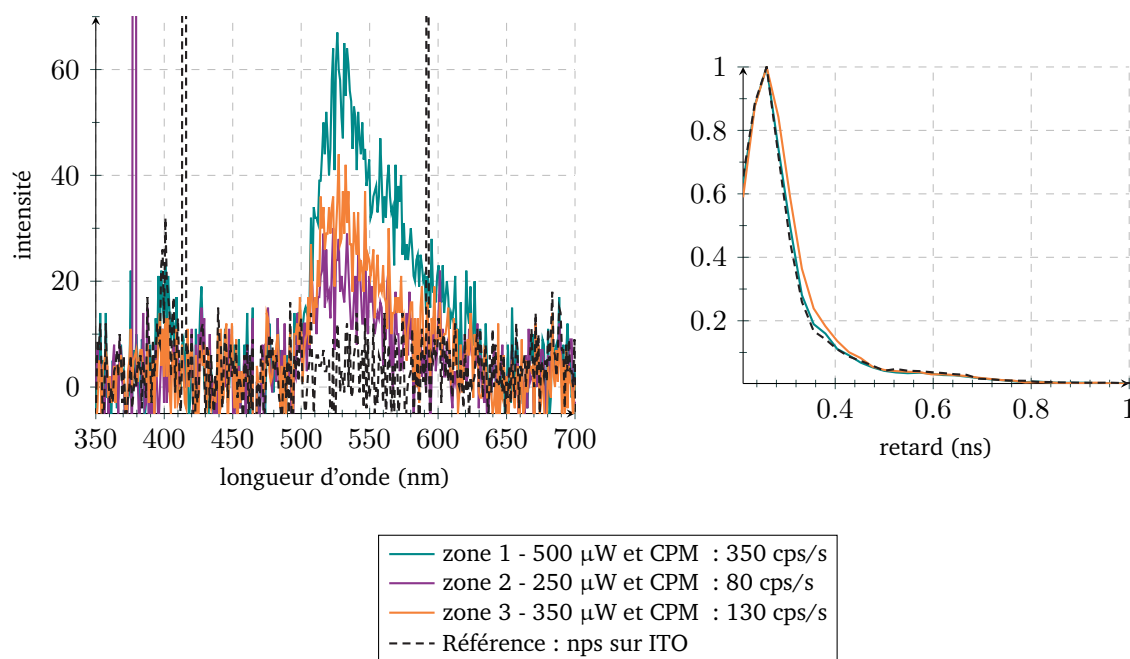 60
40
20
0
intensité
350 400 450 500 550 600 650 700
longueur d'onde (nm)
1
0.8
0.6
0.4
0.2
0.4 0.6 0.8 1
retard (ns)
zone 1 - 500 μW et CPM : 350 cps/s
zone 2 - 250 μW et CPM : 80 cps/s
zone 3 - 350 μW et CPM : 130 cps/s
Référence : nps sur ITO